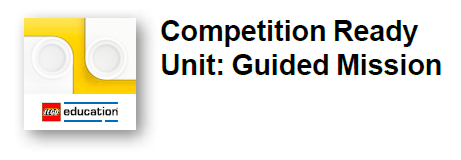 Competition Ready
Unit: Guided Mission
LEGO education